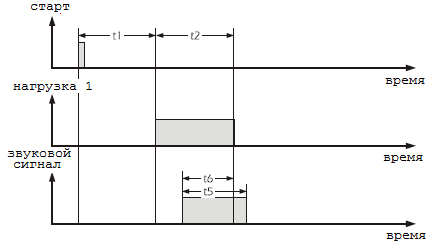 старт
t1
t2
время
нагрузка 1
время
звуковой
сигнал
t6
t5
время